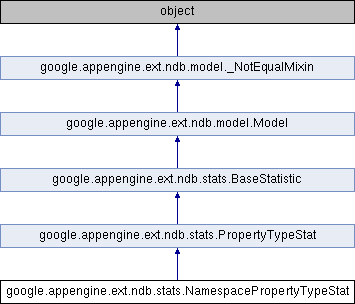 object
google.appengine.ext.ndb.model._NotEqualMixin
google.appengine.ext.ndb.model.Model
google.appengine.ext.ndb.stats.BaseStatistic
google.appengine.ext.ndb.stats.PropertyTypeStat
google.appengine.ext.ndb.stats.NamespacePropertyTypeStat